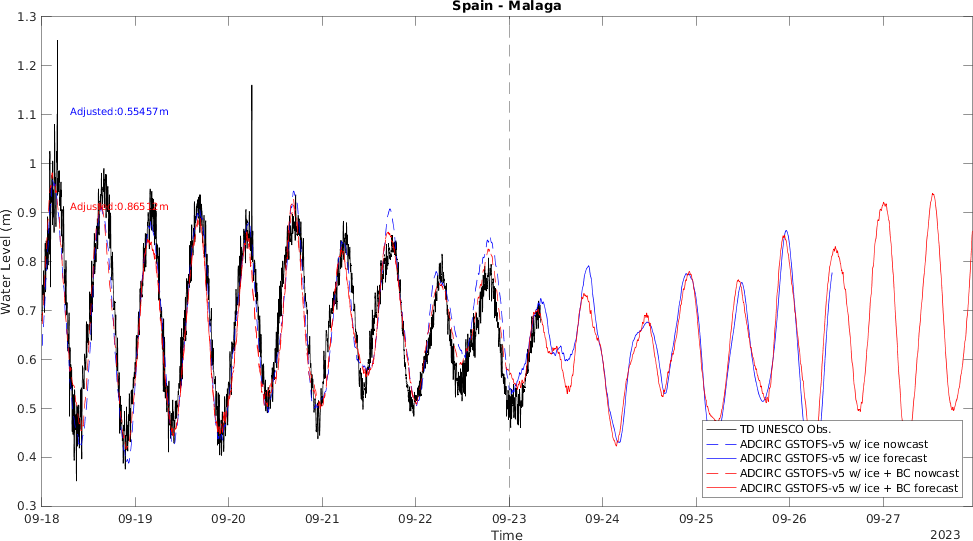 Spain - Malaga
1.3
1.2
1.1
1
0.9
0.8
0.7
0.6
0.5
0.4
0.3
Water Level (m)
Adjusted:0.55457m
TD UNESCO Obs.
ADCIRC GSTOFS-v5 w/ ice nowcast
ADCIRC GSTOFS-v5 w/ ice forecast
ADCIRC GSTOFS-v5 w/ ice + BC nowcast
ADCIRC GSTOFS-v5 w/ ice + BC forecast
09-18 09-19 09-20 09-21 09-22 09-23 09-24 09-25 09-26 09-27
Time
2023